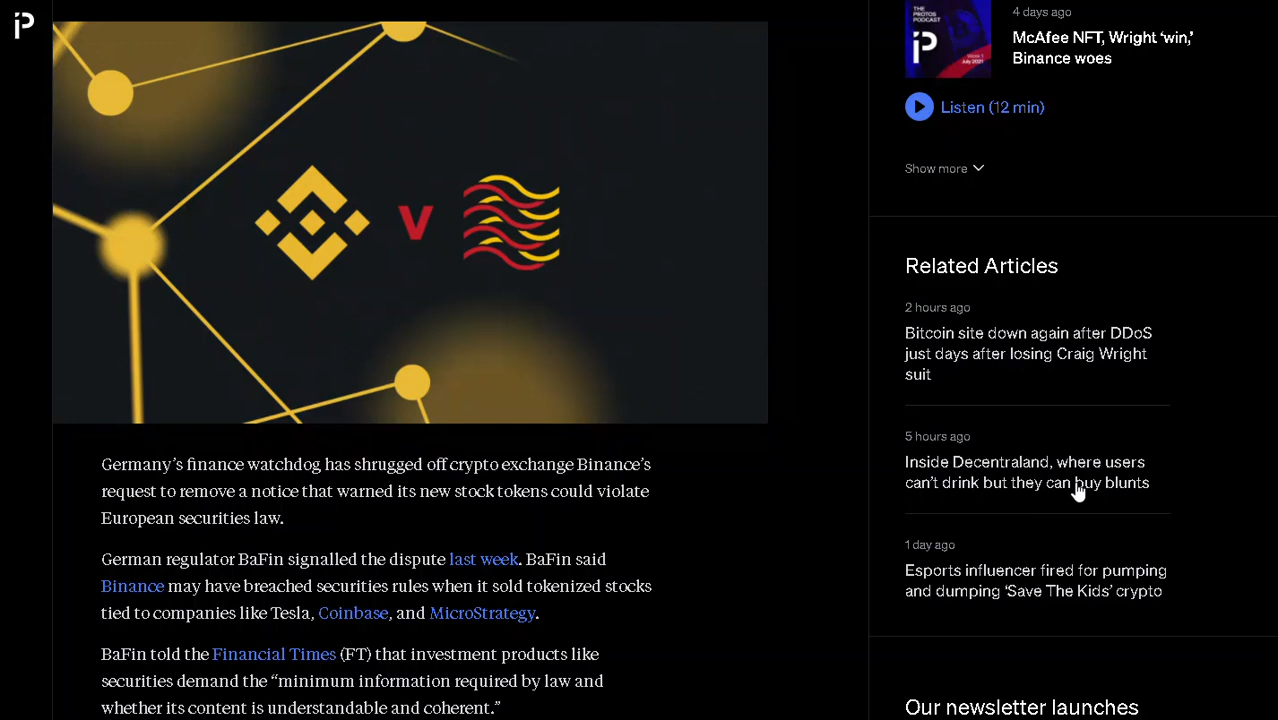 V
Germany’s finance watchdog has shrugged off crypto exchange Binance’s
request to remove a notice that warned its new stock tokens could violate
European securities law.
German regulator BaFin signalled the dispute last week. BaFin said
Binance may have breached securities rules when it sold tokenized stocks
tied to companies like Tesla, Coinbase, and MicroStrategy.
BaFin told the Financial Times (FT) that investment products like
securities demand the “minimum information required by law and
whether its content is understandable and coherent.”
THE
PROTOS
PODCAST
Week 1
July 2021
4 days ago
McAfee NFT, Wright ‘win,’
Binance woes
Listen (12 min)
Show more
Related Articles
2 hours ago
Bitcoin site down again after DDoS
just days after losing Craig Wright
suit
5 hours ago
Inside Decentraland, where users
can’t drink but they can buy blunts
1 day ago
Esports influencer fired for pumping
and dumping ‘Save The Kids’ crypto
Our newsletter launches